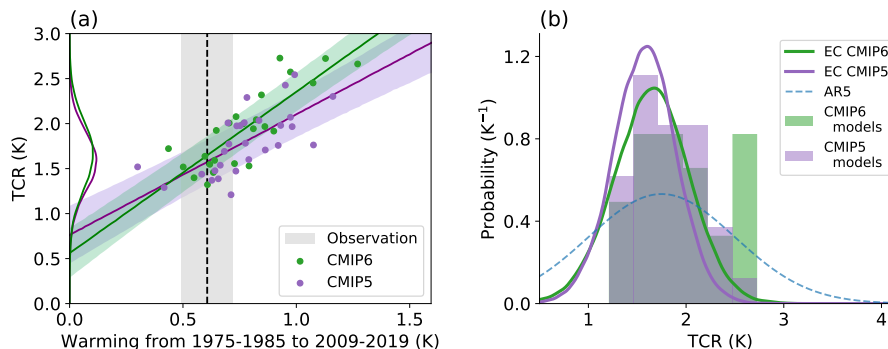 (a)
3.0
2.5
2.0
1.5
1.0
0.5
0.0
TCR (K)
Observation
CMIP6
CMIP5
0.0 0.5 1.0 1.5
Warming from 1975-1985 to 2009-2019 (K)
(b)
1.2
0.8
0.4
0.0
Probability (K⁻¹)
EC CMIP6
EC CMIP5
AR5
CMIP6
models
CMIP5
models
1 2 3 4
TCR (K)